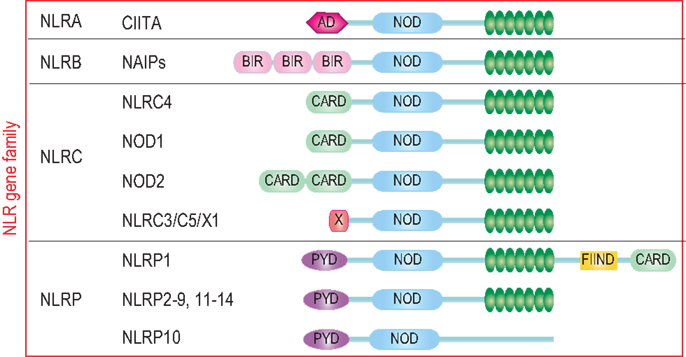 NLR gene family
NLRA CIITA AD NOD
NLRB NAIPs BIR BIR BIR NOD
NLRC4 CARD NOD
NLRC
NOD1 CARD NOD
NOD2 CARD CARD NOD
NLRC3/C5/X1 X NOD
NLRP1 PYD NOD FIIND CARD
NLRP NLRP2-9, 11-14 PYD NOD
NLRP10 PYD NOD